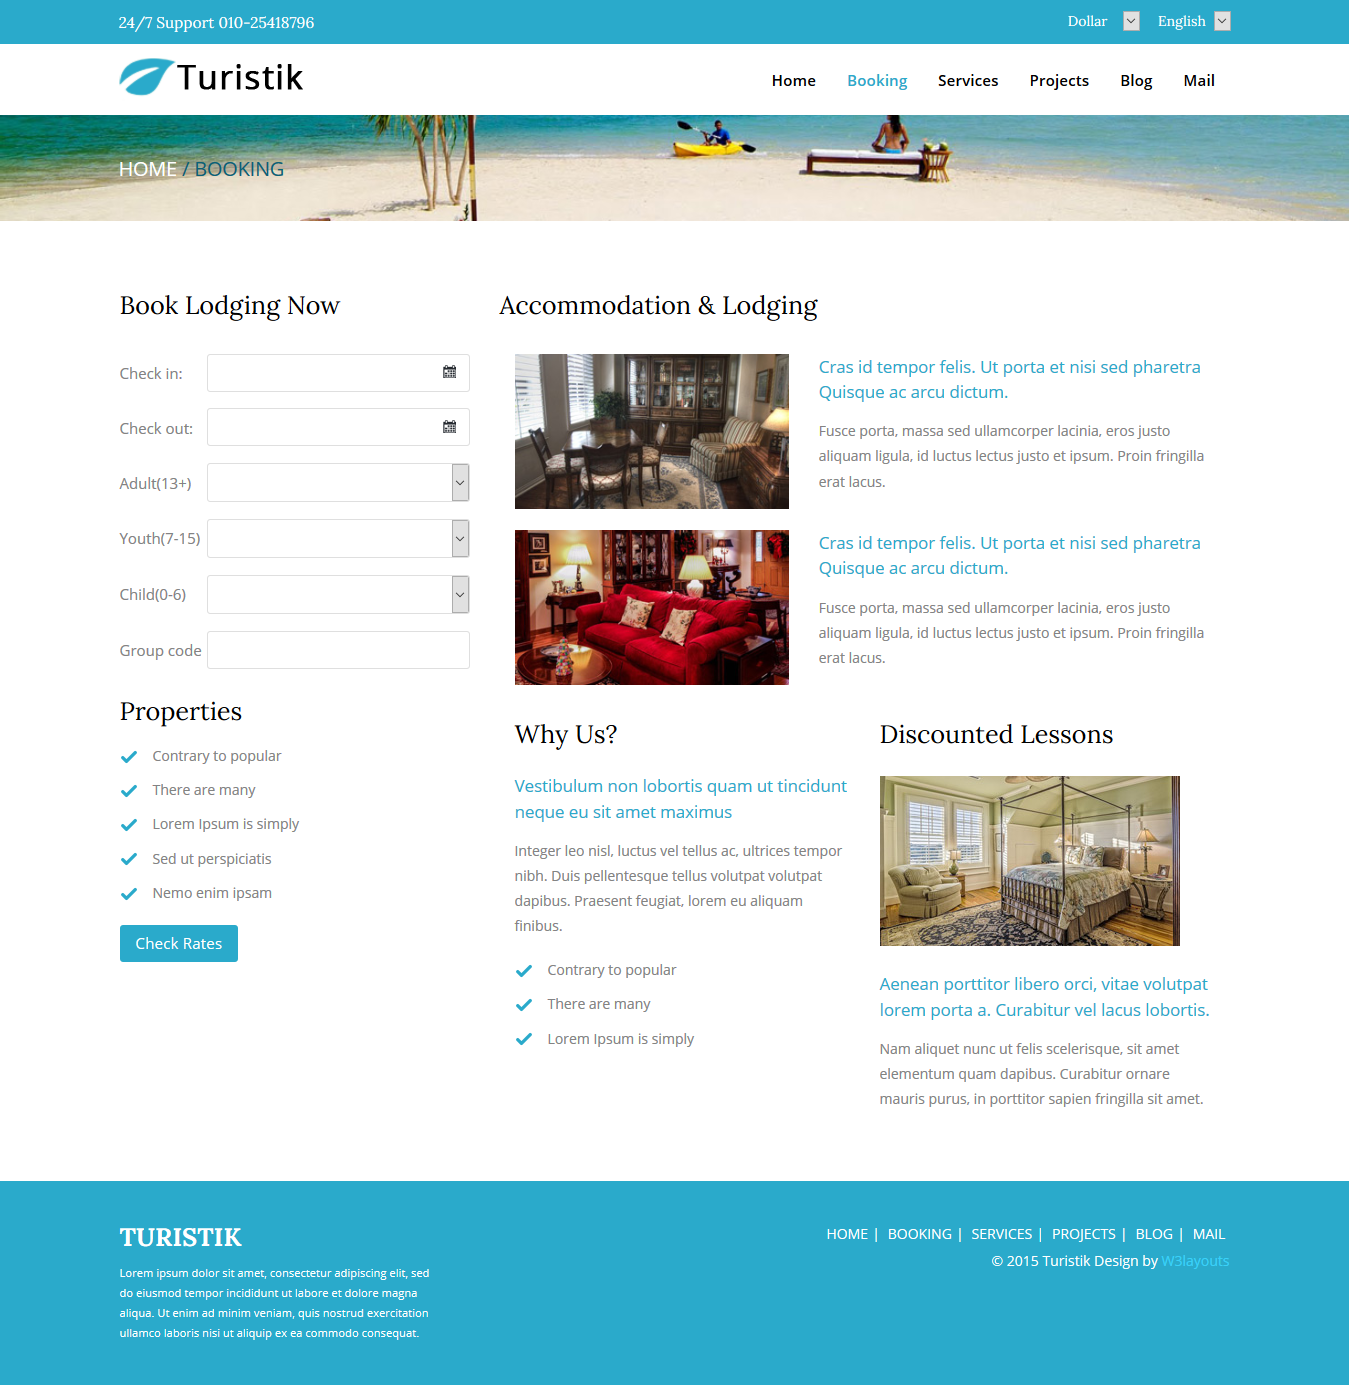 24/7 Support 010-25418796
Dollar
English
Turistik
Home Booking Services Projects Blog Mail
HOME / BOOKING
Book Lodging Now
Check in:
Check out:
Adult(13+)
Youth(7-15)
Child(0-6)
Group code
Properties
Contrary to popular
There are many
Lorem Ipsum is simply
Sed ut perspiciatis
Nemo enim ipsam
Check Rates
Accommodation & Lodging
Cras id tempor felis. Ut porta et nisi sed pharetra
Quisque ac arcu dictum.
Fusce porta, massa sed ullamcorper lacinia, eros justo
aliquam ligula, id luctus lectus justo et ipsum. Proin fringilla
erat lacus.
Cras id tempor felis. Ut porta et nisi sed pharetra
Quisque ac arcu dictum.
Fusce porta, massa sed ullamcorper lacinia, eros justo
aliquam ligula, id luctus lectus justo et ipsum. Proin fringilla
erat lacus.
Why Us?
Vestibulum non lobortis quam ut tincidunt
neque eu sit amet maximus
Integer leo nisl, luctus vel tellus ac, ultrices tempor
nibh. Duis pellentesque tellus volutpat volutpat
dapibus. Praesent feugiat, lorem eu aliquam
finibus.
Contrary to popular
There are many
Lorem Ipsum is simply
Discounted Lessons
Aenean porttitor libero orci, vitae volutpat
lorem porta a. Curabitur vel lacus lobortis.
Nam aliquet nunc ut felis scelerisque, sit amet
elementum quam dapibus. Curabitur ornare
mauris purus, in porttitor sapien fringilla sit amet.
TURISTIK
Lorem ipsum dolor sit amet, consectetur adipiscing elit, sed
do eiusmod tempor incididunt ut labore et dolore magna
aliqua. Ut enim ad minim veniam, quis nostrud exercitation
ullamco laboris nisi ut aliquip ex ea commodo consequat.
HOME | BOOKING | SERVICES | PROJECTS | BLOG | MAIL
© 2015 Turistik Design by W3layouts